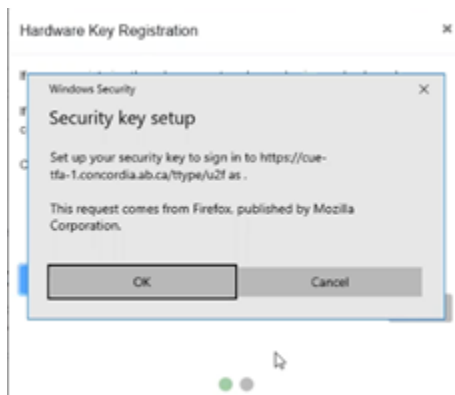 Hardware Key Registration
Windows Security
Security key setup
Set up your security key to sign in to https://cue-
tfa-1.concordia.ab.ca/ttype/u2f as .
This request comes from Firefox, published by Mozilla
Corporation.
OK
Cancel